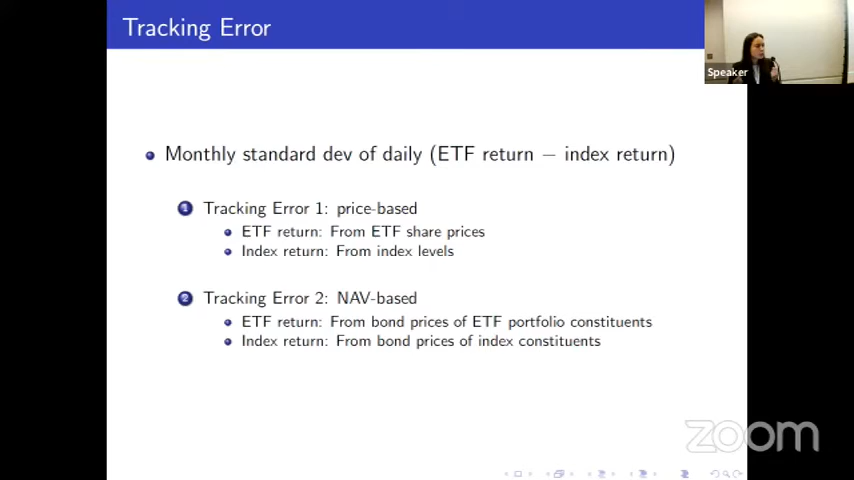 Tracking Error
Speaker
Monthly standard dev of daily (ETF return − index return)
1 Tracking Error 1: price-based
ETF return: From ETF share prices
Index return: From index levels
2 Tracking Error 2: NAV-based
ETF return: From bond prices of ETF portfolio constituents
Index return: From bond prices of index constituents
zoom